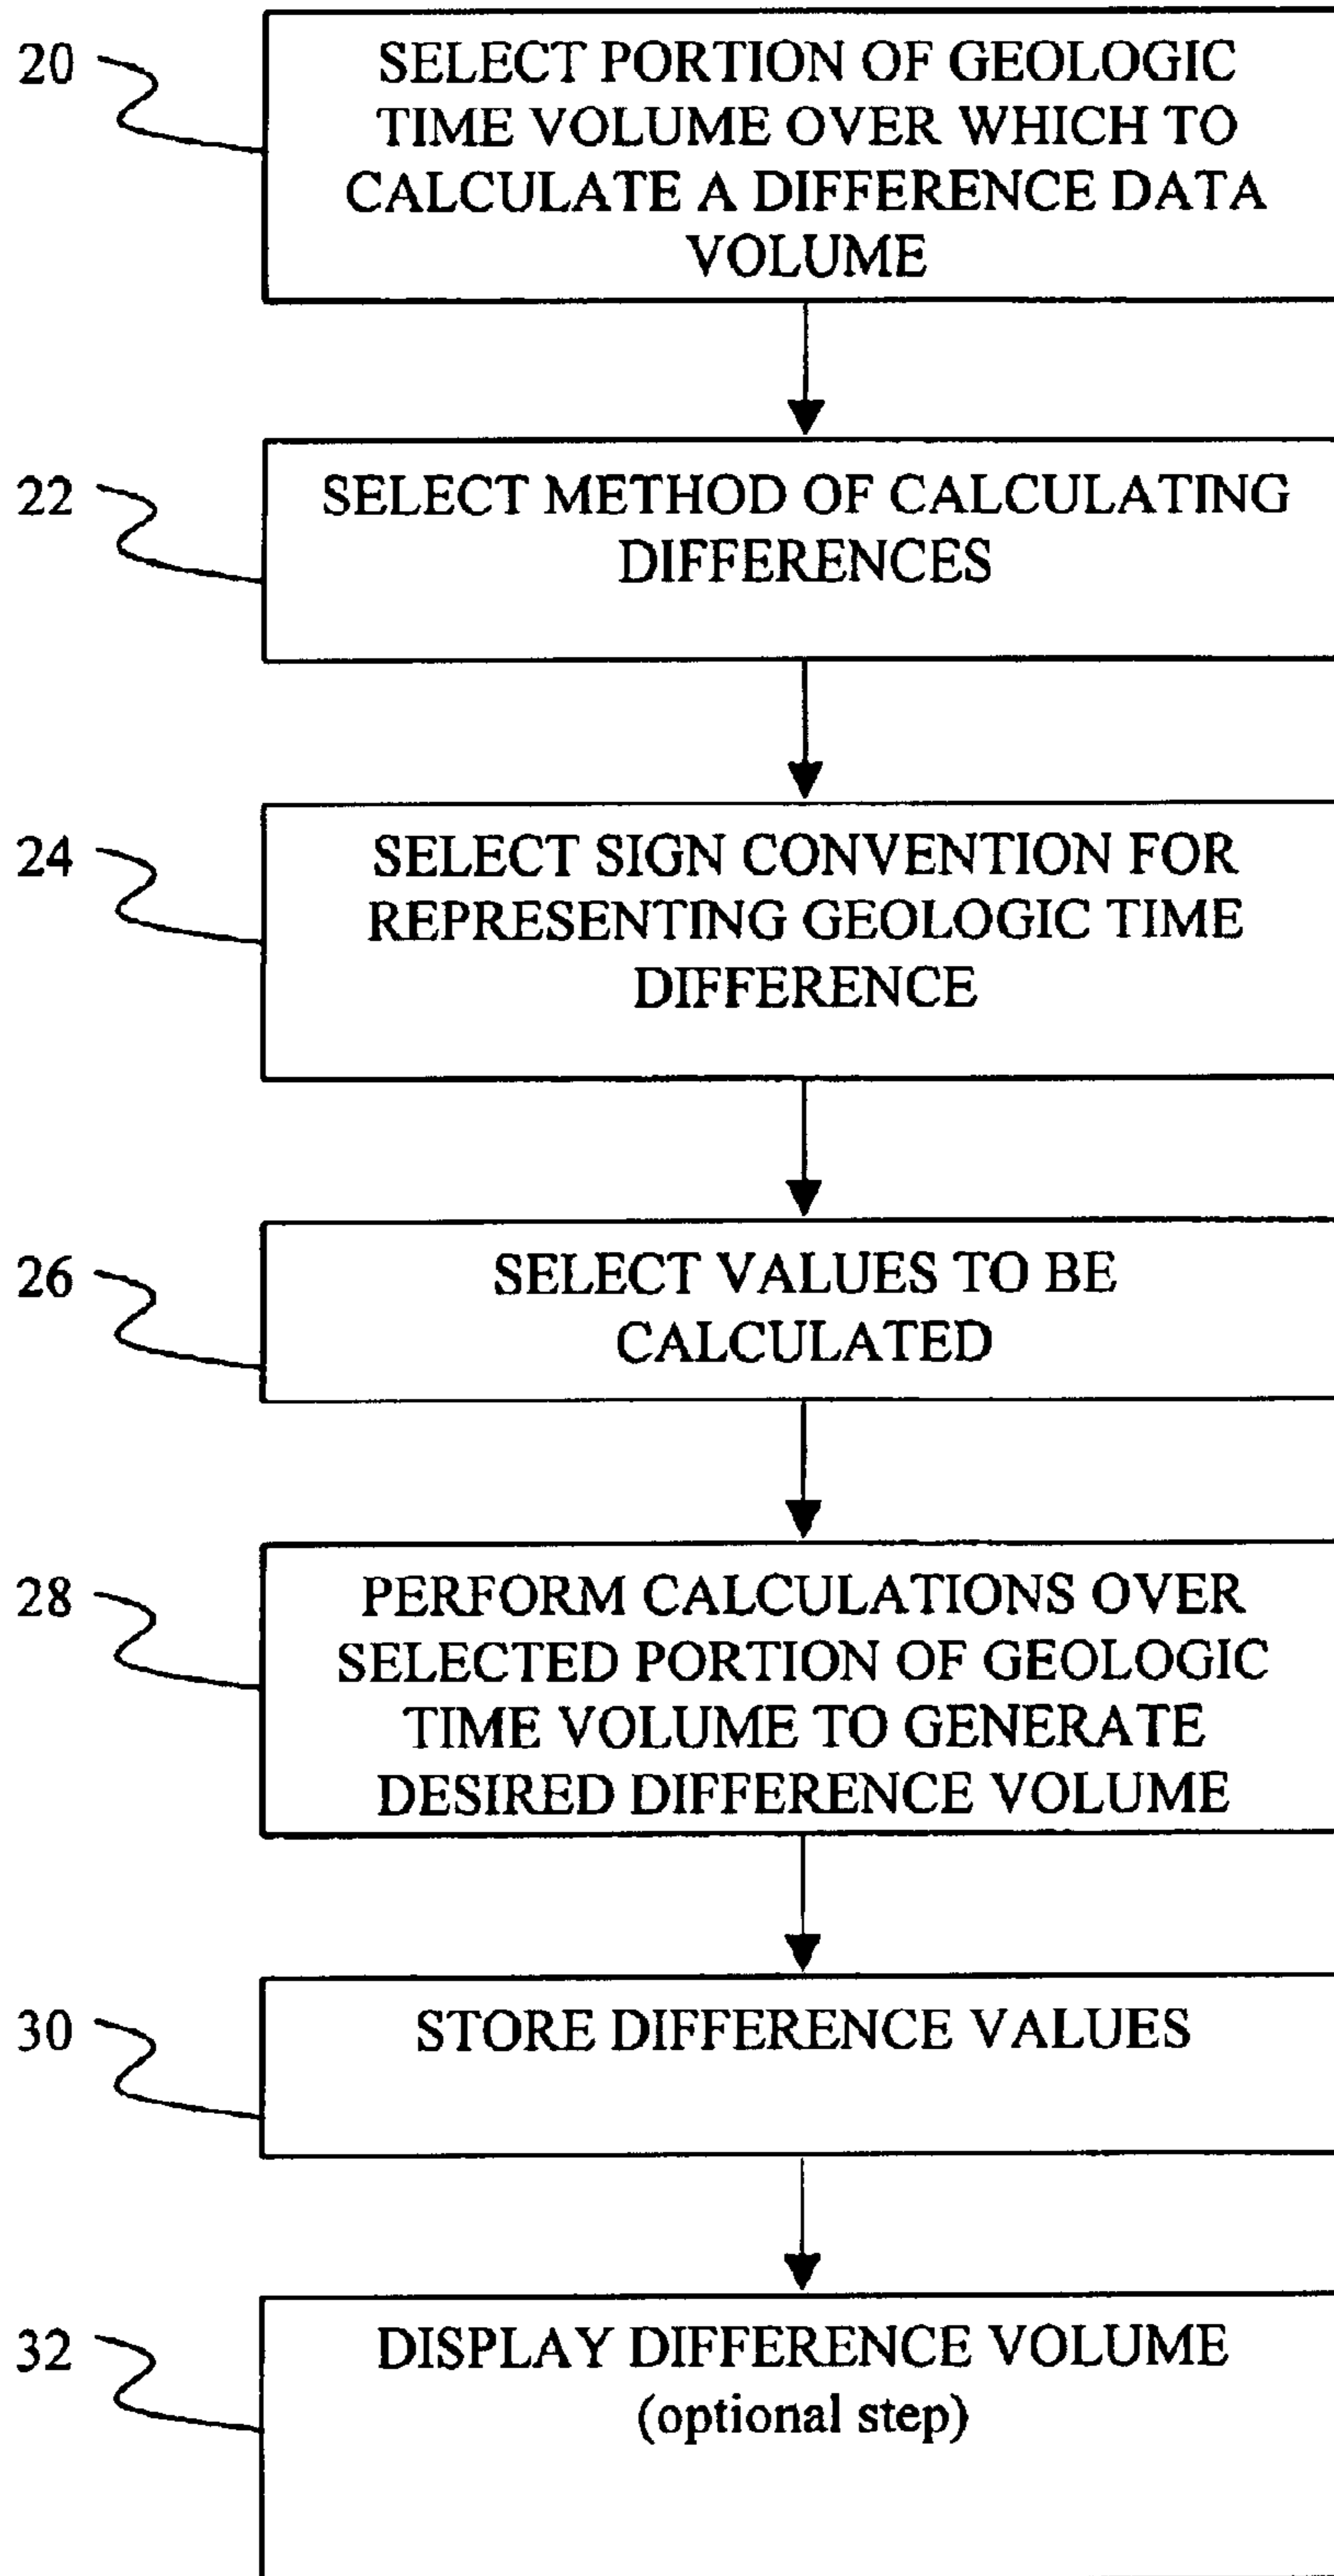 20
SELECT PORTION OF GEOLOGIC
TIME VOLUME OVER WHICH TO
CALCULATE A DIFFERENCE DATA
VOLUME
22
SELECT METHOD OF CALCULATING
DIFFERENCES
24
SELECT SIGN CONVENTION FOR
REPRESENTING GEOLOGIC TIME
DIFFERENCE
26
SELECT VALUES TO BE
CALCULATED
28
PERFORM CALCULATIONS OVER
SELECTED PORTION OF GEOLOGIC
TIME VOLUME TO GENERATE
DESIRED DIFFERENCE VOLUME
30
STORE DIFFERENCE VALUES
32
DISPLAY DIFFERENCE VOLUME
(optional step)